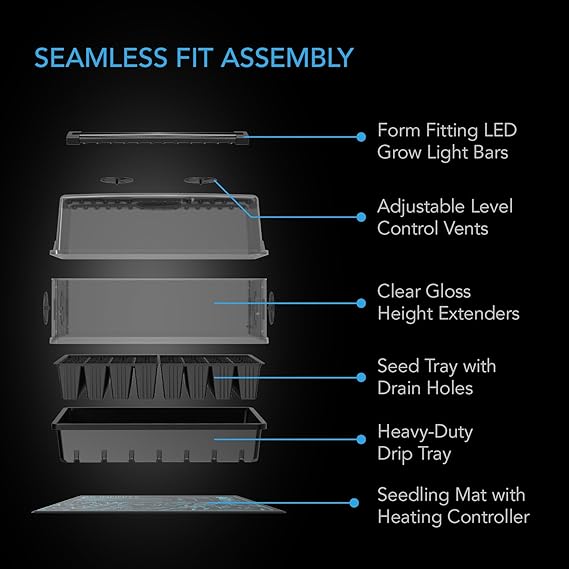 SEAMLESS FIT ASSEMBLY
Form Fitting LED
Grow Light Bars
Adjustable Level
Control Vents
Clear Gloss
Height Extenders
Seed Tray with
Drain Holes
Heavy-Duty
Drip Tray
Seedling Mat with
Heating Controller